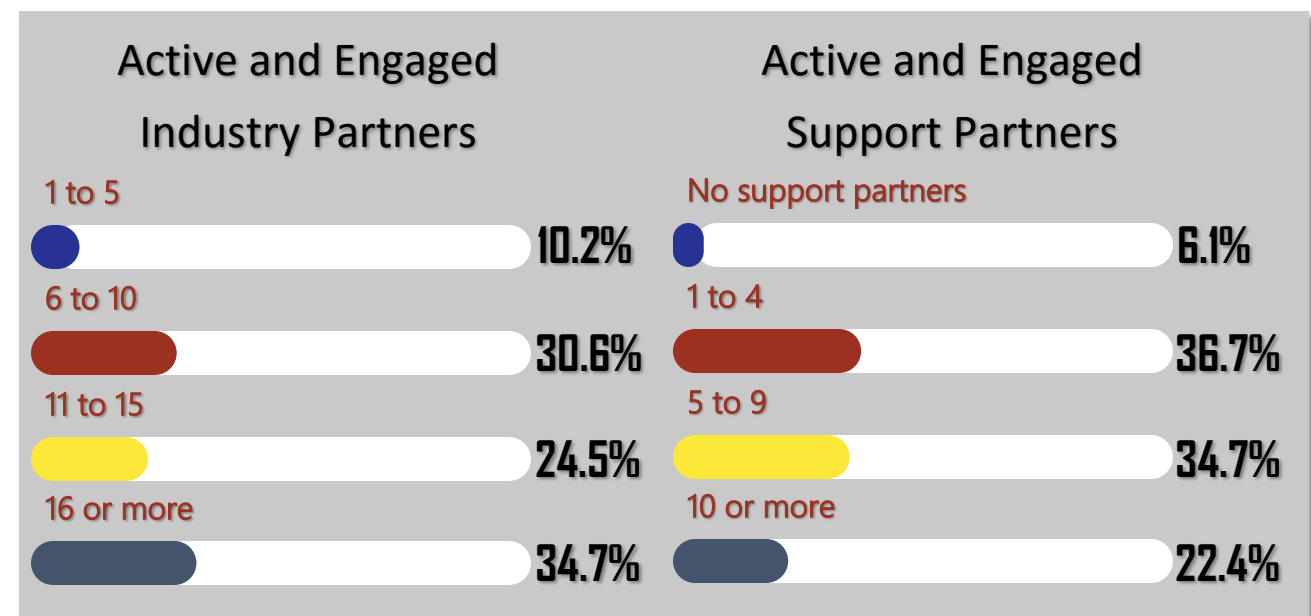 Active and Engaged
Industry Partners
1 to 5
10.2%
6 to 10
30.6%
11 to 15
24.5%
16 or more
34.7%
Active and Engaged
Support Partners
No support partners
6.1%
1 to 4
36.7%
5 to 9
34.7%
10 or more
22.4%